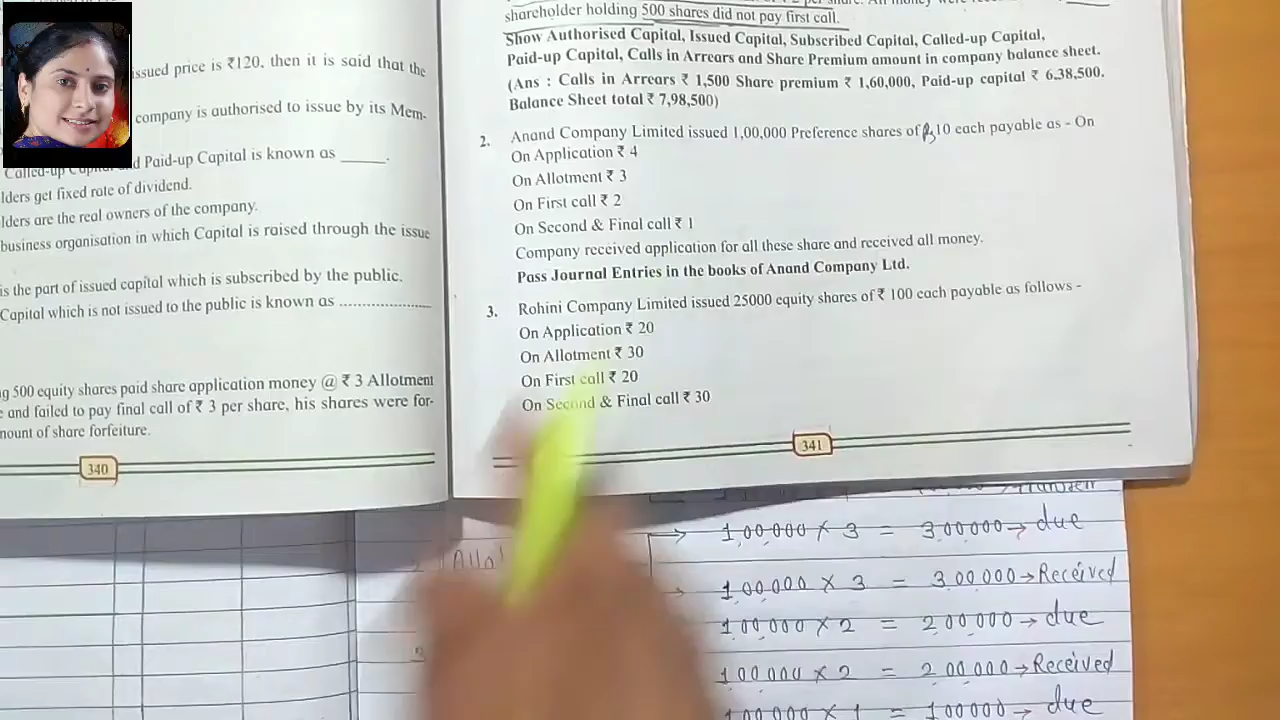 issued price is ₹120, then it is said that the
company is authorised to issue by its Mem-
and Paid-up Capital is known as ______.
lders get fixed rate of dividend.
lders are the real owners of the company.
business organisation in which Capital is raised through the issue
is the part of issued capital which is subscribed by the public.
Capital which is not issued to the public is known as ....................
g 500 equity shares paid share application money @ ₹ 3 Allotment
e and failed to pay final call of ₹ 3 per share, his shares were for-
nount of share forfeiture.
340
shareholder holding 500 shares did not pay first call.
Show Authorised Capital, Issued Capital, Subscribed Capital, Called-up Capital,
Paid-up Capital, Calls in Arrears and Share Premium amount in company balance sheet.
(Ans : Calls in Arrears ₹ 1,500 Share premium ₹ 1,60,000, Paid-up capital ₹ 6,38,500.
Balance Sheet total ₹ 7,98,500)
2. Anand Company Limited issued 1,00,000 Preference shares of ₹ 10 each payable as - On
On Application ₹ 4
On Allotment ₹ 3
On First call ₹ 2
On Second & Final call ₹ 1
Company received application for all these share and received all money.
Pass Journal Entries in the books of Anand Company Ltd.
3. Rohini Company Limited issued 25000 equity shares of ₹ 100 each payable as follows -
On Application ₹ 20
On Allotment ₹ 30
On First call ₹ 20
On Second & Final call ₹ 30
341
→ 1,00,000 × 3 = 3,00,000 → due
1,00,000 × 3 = 3,00,000 → Received
1,00,000 × 2 = 2,00,000 → due
1,00,000 × 2 = 2,00,000 → Received
1,00,000 × 1 = 1,00,000 → due